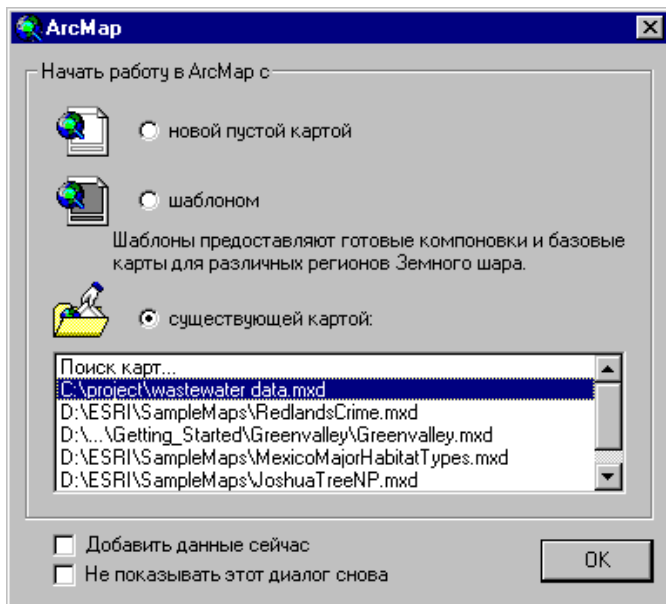 ArcMap
Начать работу в ArcMap с
новой пустой картой
шаблоном
Шаблоны предоставляют готовые компоновки и базовые
карты для различных регионов Земного шара.
существующей картой:
Поиск карт...
C:\project\wastewater data.mxd
D:\ESRI\SampleMaps\RedlandsCrime.mxd
D:\...\Getting_Started\Greenvalley\Greenvalley.mxd
D:\ESRI\SampleMaps\MexicoMajorHabitatTypes.mxd
D:\ESRI\SampleMaps\JoshuaTreeNP.mxd
Добавить данные сейчас
Не показывать этот диалог снова
OK